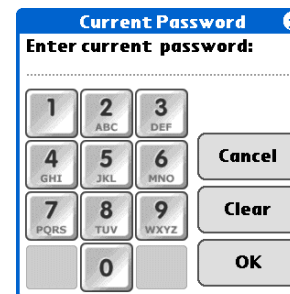 Current Password
Enter current password:
1 2 3
ABC DEF
4 5 6
GHI JKL MNO
Cancel
7 8 9
PQRS TUV WXYZ
Clear
0
OK